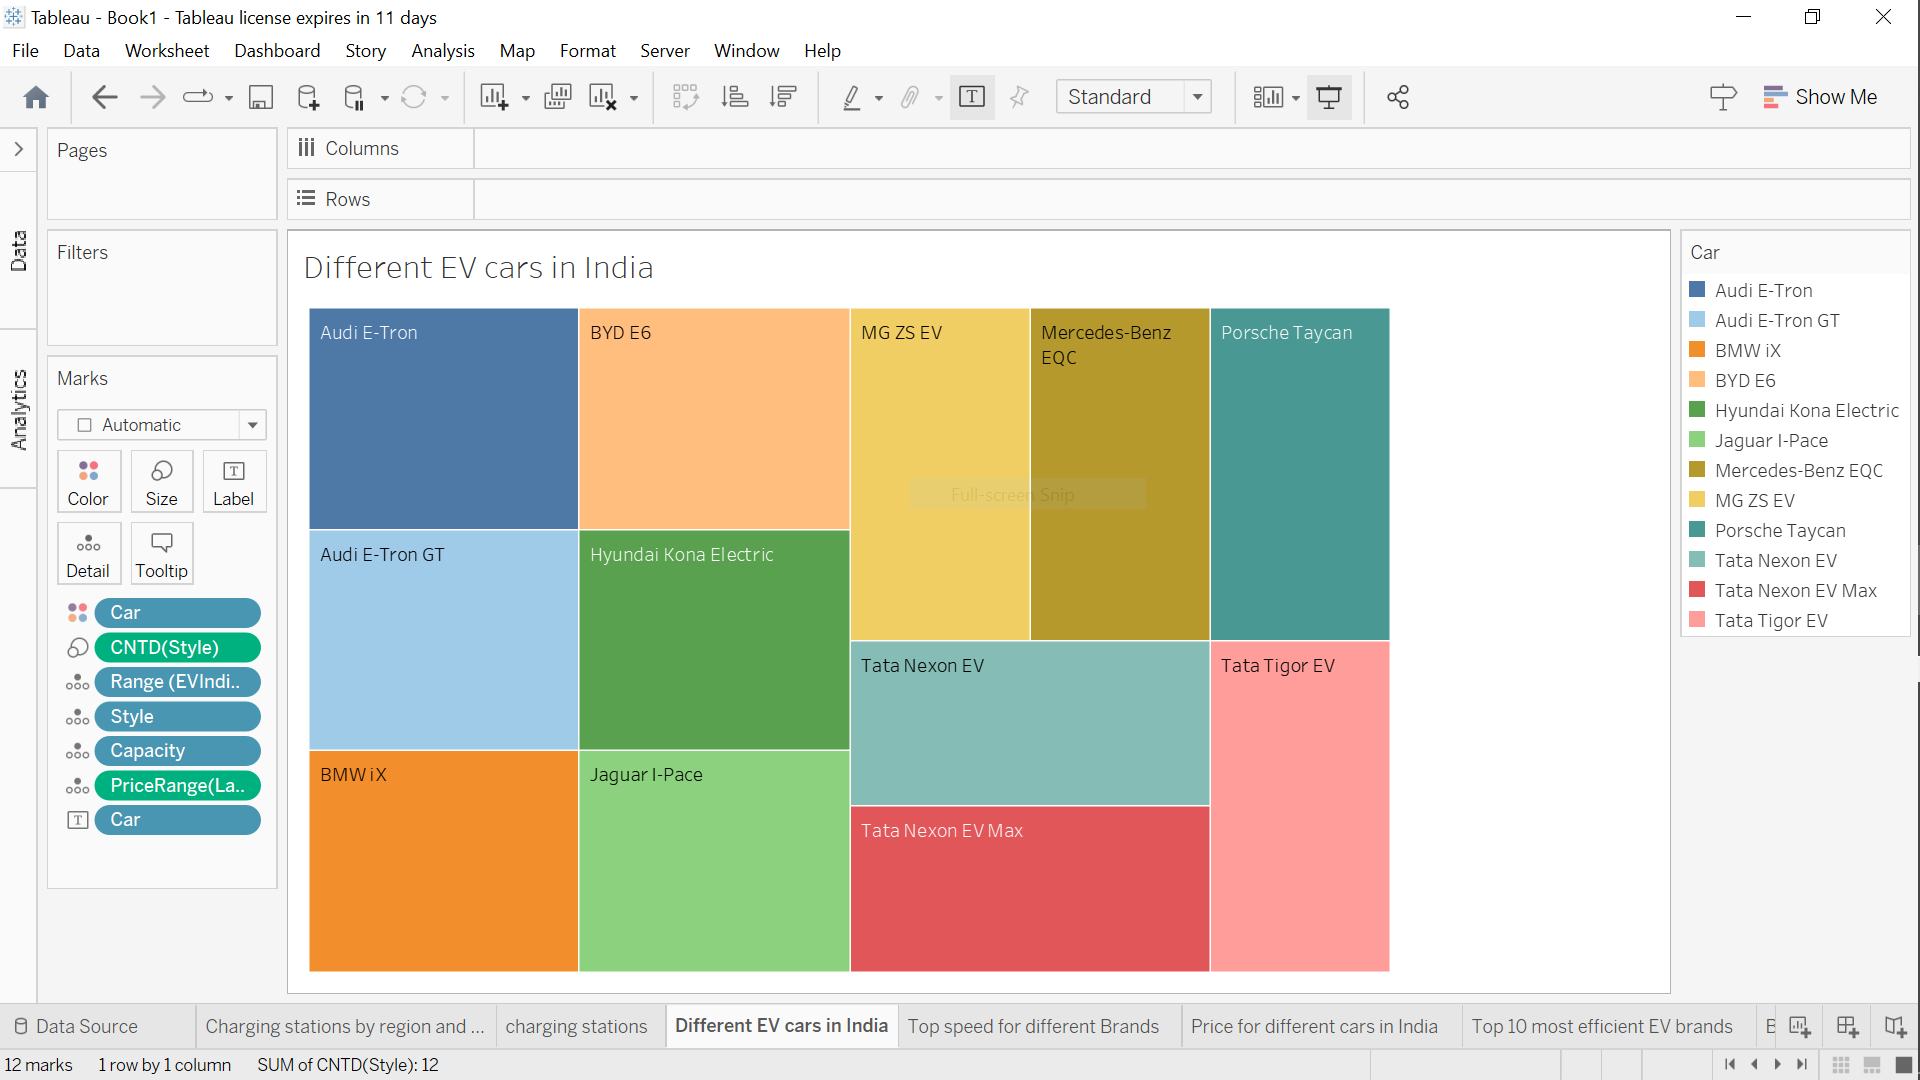 Tableau - Book1 - Tableau license expires in 11 days
File Data Worksheet Dashboard Story Analysis Map Format Server Window Help
Standard
Show Me
Pages
Columns
Rows
Data
Analytics
Filters
Marks
Automatic
Color Size Label
Detail Tooltip
Car
CNTD(Style)
Range (EVIndi..
Style
Capacity
PriceRange(La..
Car
Different EV cars in India
Audi E-Tron
BYD E6
MG ZS EV
Mercedes-Benz
EQC
Porsche Taycan
Full-screen Snip
Audi E-Tron GT
Hyundai Kona Electric
Tata Nexon EV
Tata Tigor EV
BMW iX
Jaguar I-Pace
Tata Nexon EV Max
Car
Audi E-Tron
Audi E-Tron GT
BMW iX
BYD E6
Hyundai Kona Electric
Jaguar I-Pace
Mercedes-Benz EQC
MG ZS EV
Porsche Taycan
Tata Nexon EV
Tata Nexon EV Max
Tata Tigor EV
Data Source
Charging stations by region and ...
charging stations
Different EV cars in India
Top speed for different Brands
Price for different cars in India
Top 10 most efficient EV brands
12 marks
1 row by 1 column
SUM of CNTD(Style): 12